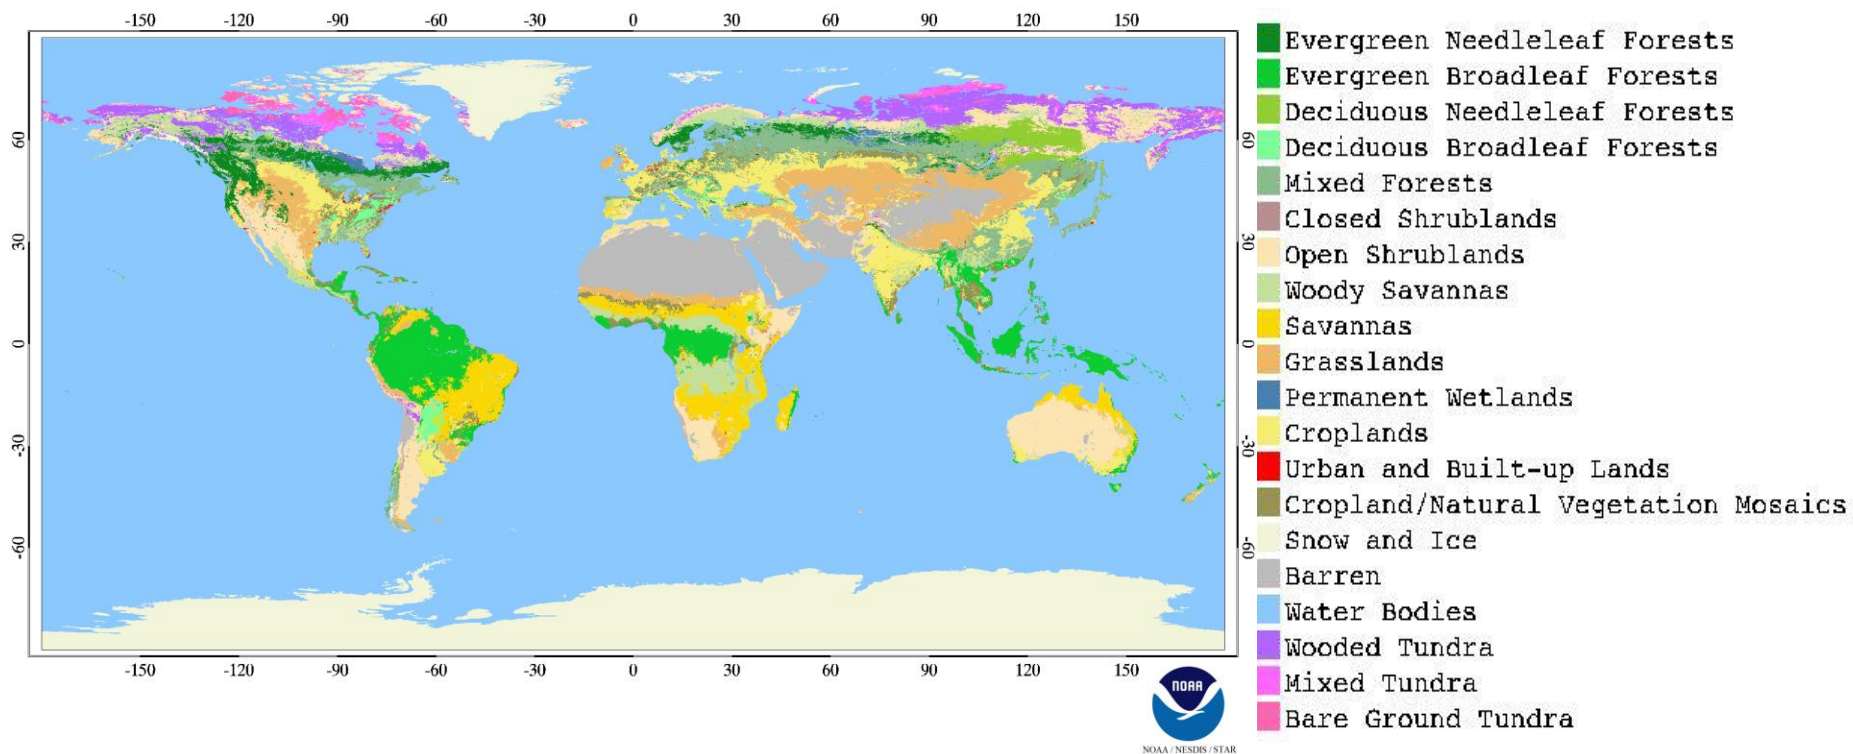 -150 -120 -90 -60 -30 0 30 60 90 120 150
60 60
30 30
0 0
-30 -30
-60 -60
-150 -120 -90 -60 -30 0 30 60 90 120 150
Evergreen Needleleaf Forests
Evergreen Broadleaf Forests
Deciduous Needleleaf Forests
Deciduous Broadleaf Forests
Mixed Forests
Closed Shrublands
Open Shrublands
Woody Savannas
Savannas
Grasslands
Permanent Wetlands
Croplands
Urban and Built-up Lands
Cropland/Natural Vegetation Mosaics
Snow and Ice
Barren
Water Bodies
Wooded Tundra
Mixed Tundra
Bare Ground Tundra
NOAA
NOAA / NESDIS / STAR